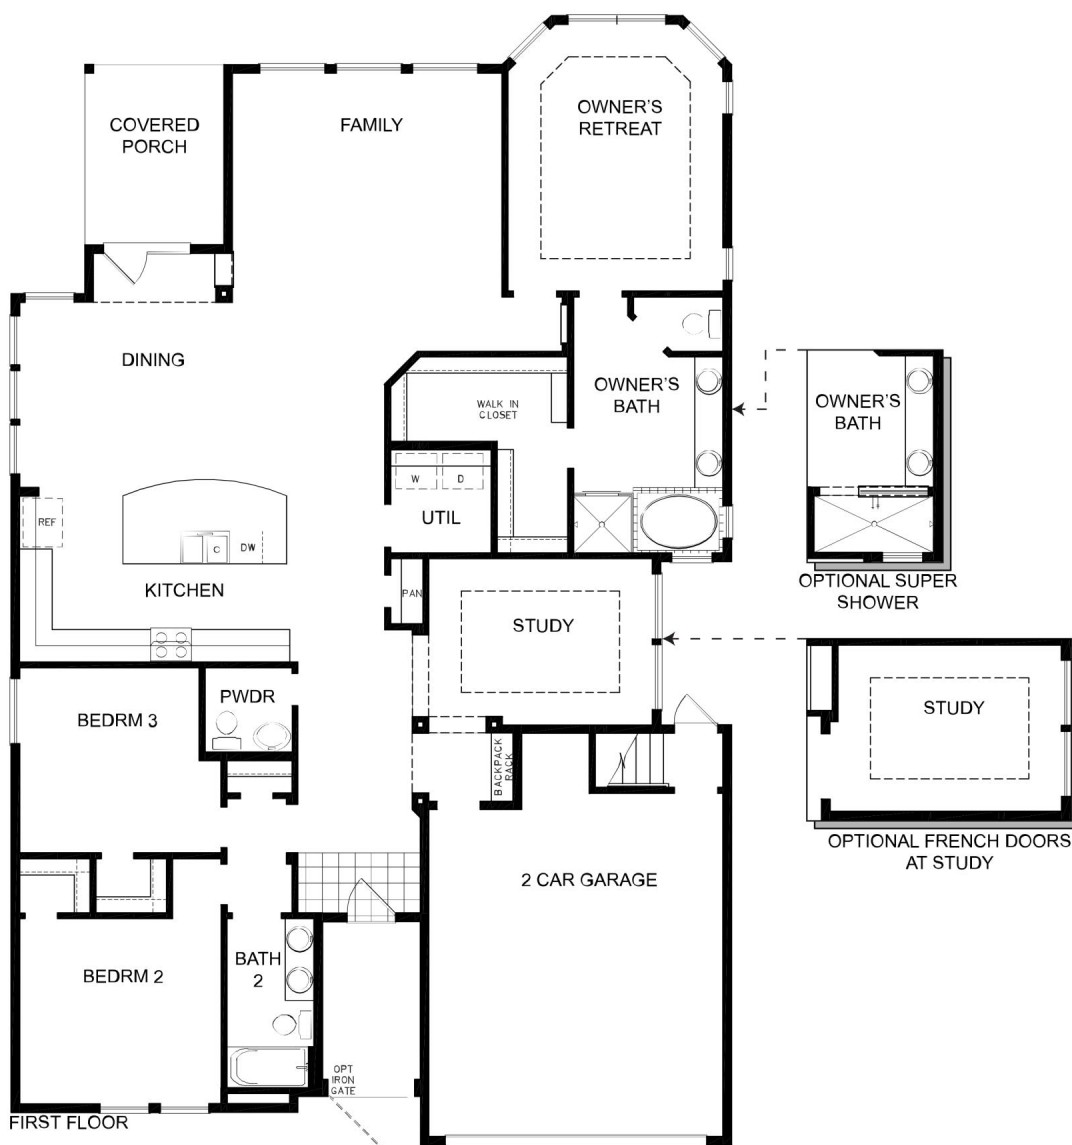 COVERED
PORCH
FAMILY
OWNER'S
RETREAT
DINING
WALK IN
CLOSET
OWNER'S
BATH
OWNER'S
BATH
W
D
UTIL
REF
C
DW
KITCHEN
PAN
STUDY
OPTIONAL SUPER
SHOWER
PWDR
BEDRM 3
STUDY
BACKPACK
RACK
OPTIONAL FRENCH DOORS
AT STUDY
2 CAR GARAGE
BEDRM 2
BATH
2
OPT
IRON
GATE
FIRST FLOOR